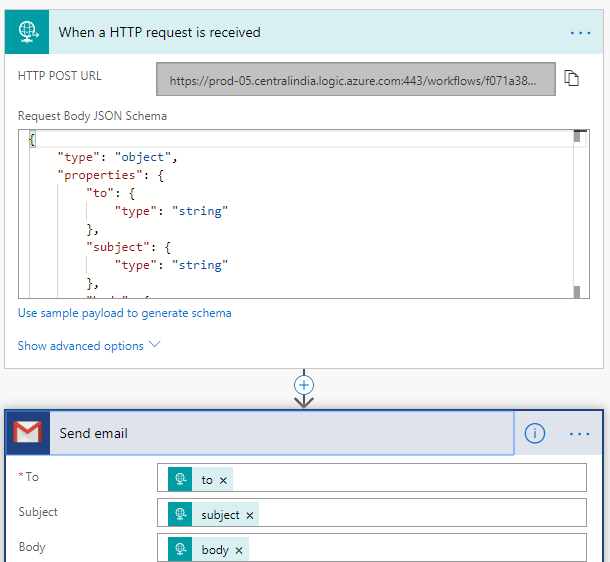 When a HTTP request is received
HTTP POST URL
https://prod-05.centralindia.logic.azure.com:443/workflows/f071a38...
Request Body JSON Schema
{
"type": "object",
"properties": {
"to": {
"type": "string"
},
"subject": {
"type": "string"
},
Use sample payload to generate schema
Show advanced options
Send email
*To
to ×
Subject
subject ×
Body
body ×